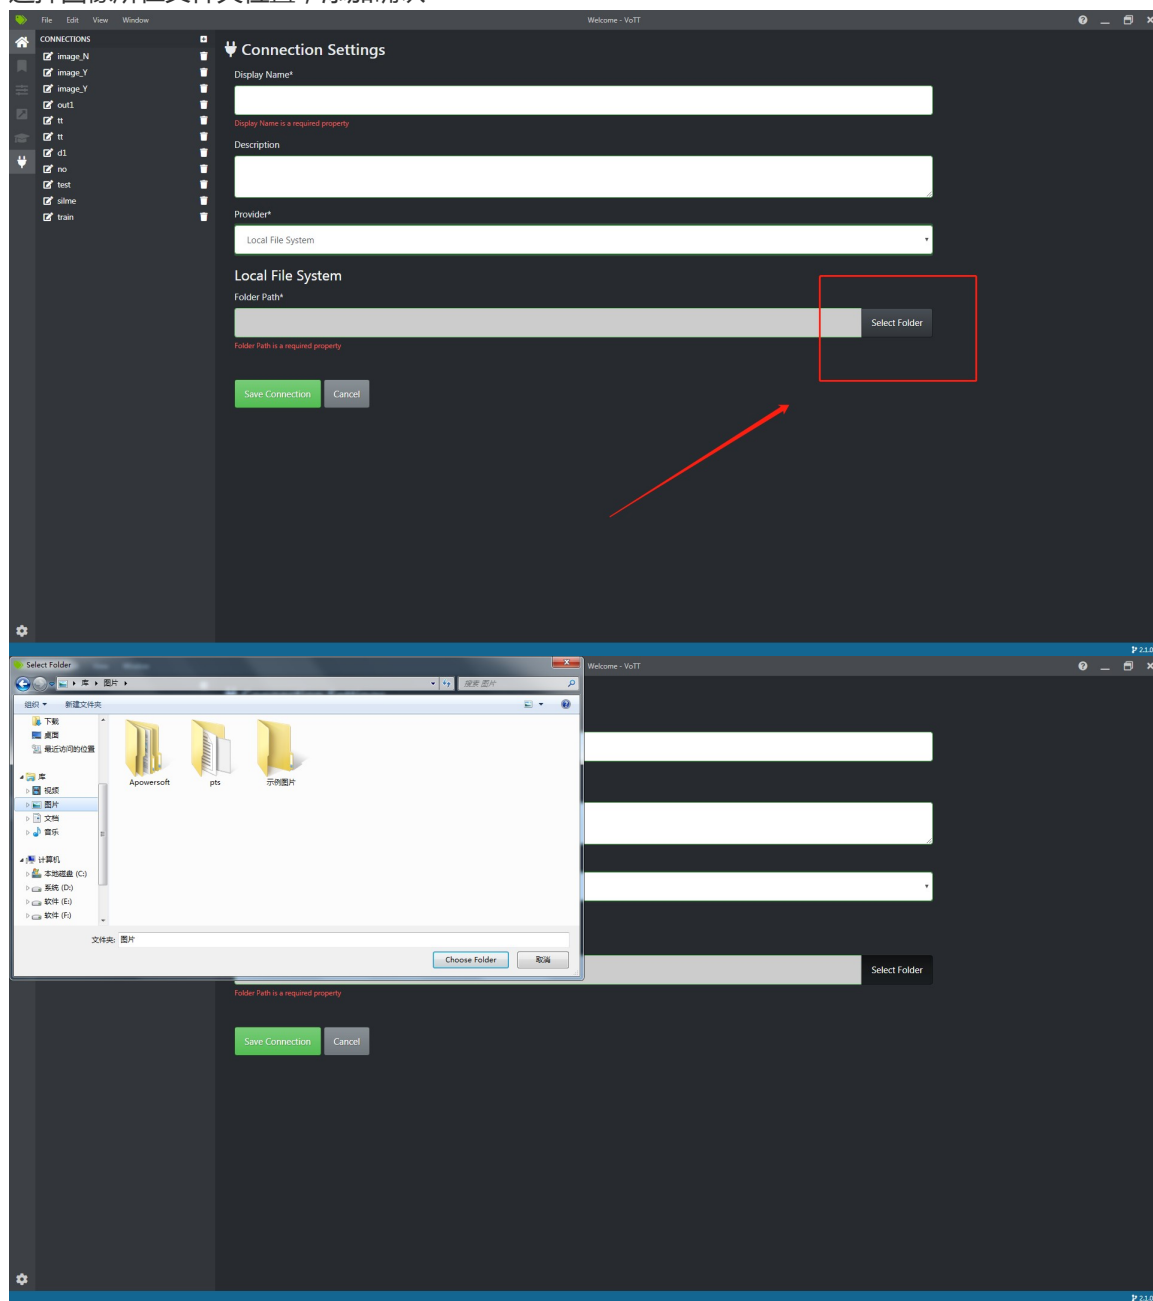 File Edit View Window
Welcome - VoTT
CONNECTIONS
image_N
image_Y
image_Y
out1
tt
tt
d1
no
test
silme
train
Connection Settings
Display Name*
Display Name is a required property
Description
Provider*
Local File System
Local File System
Folder Path*
Select Folder
Folder Path is a required property
Save Connection Cancel
2.1.0
Select Folder
Welcome - VoTT
库 图片
搜索 图片
组织 新建文件夹
下载
桌面
最近访问的位置
库
视频
图片
文档
音乐
计算机
本地磁盘 (C:)
系统 (D:)
软件 (E:)
软件 (F:)
Apowersoft
pts
示例图片
文件夹: 图片
Choose Folder 取消
Select Folder
Folder Path is a required property
Save Connection Cancel
2.1.0